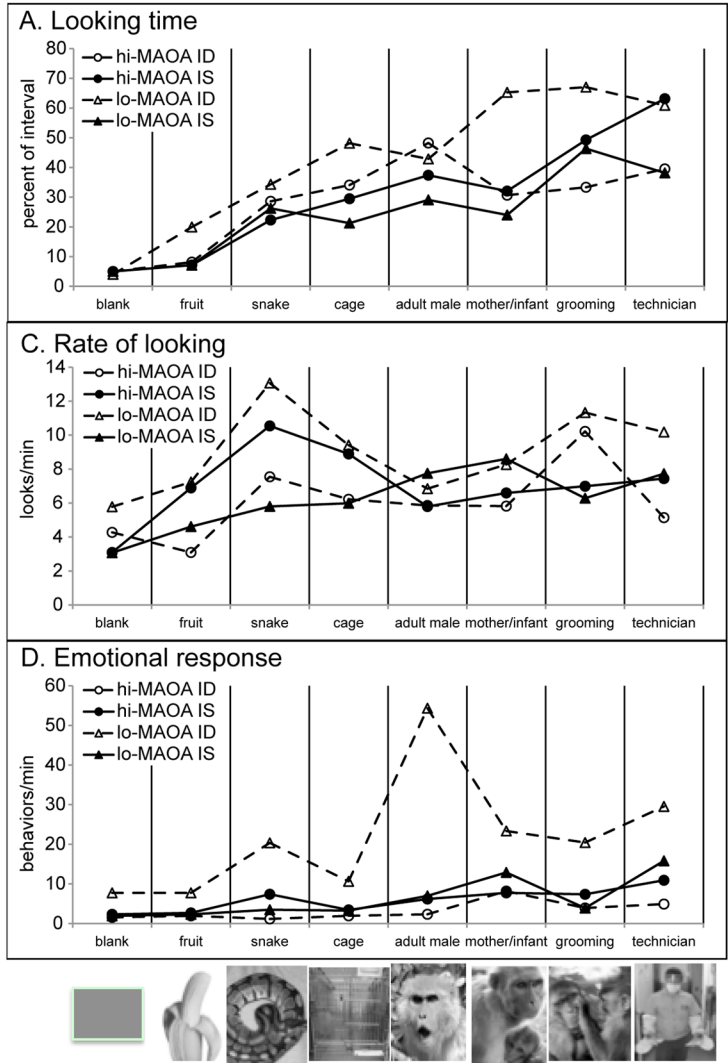 A. Looking time
80
70
60
50
40
30
20
10
0
percent of interval
hi-MAOA ID
hi-MAOA IS
lo-MAOA ID
lo-MAOA IS
blank fruit snake cage adult male mother/infant grooming technician
C. Rate of looking
14
12
10
8
6
4
2
0
looks/min
hi-MAOA ID
hi-MAOA IS
lo-MAOA ID
lo-MAOA IS
blank fruit snake cage adult male mother/infant grooming technician
D. Emotional response
60
50
40
30
20
10
0
behaviors/min
hi-MAOA ID
hi-MAOA IS
lo-MAOA ID
lo-MAOA IS
blank fruit snake cage adult male mother/infant grooming technician